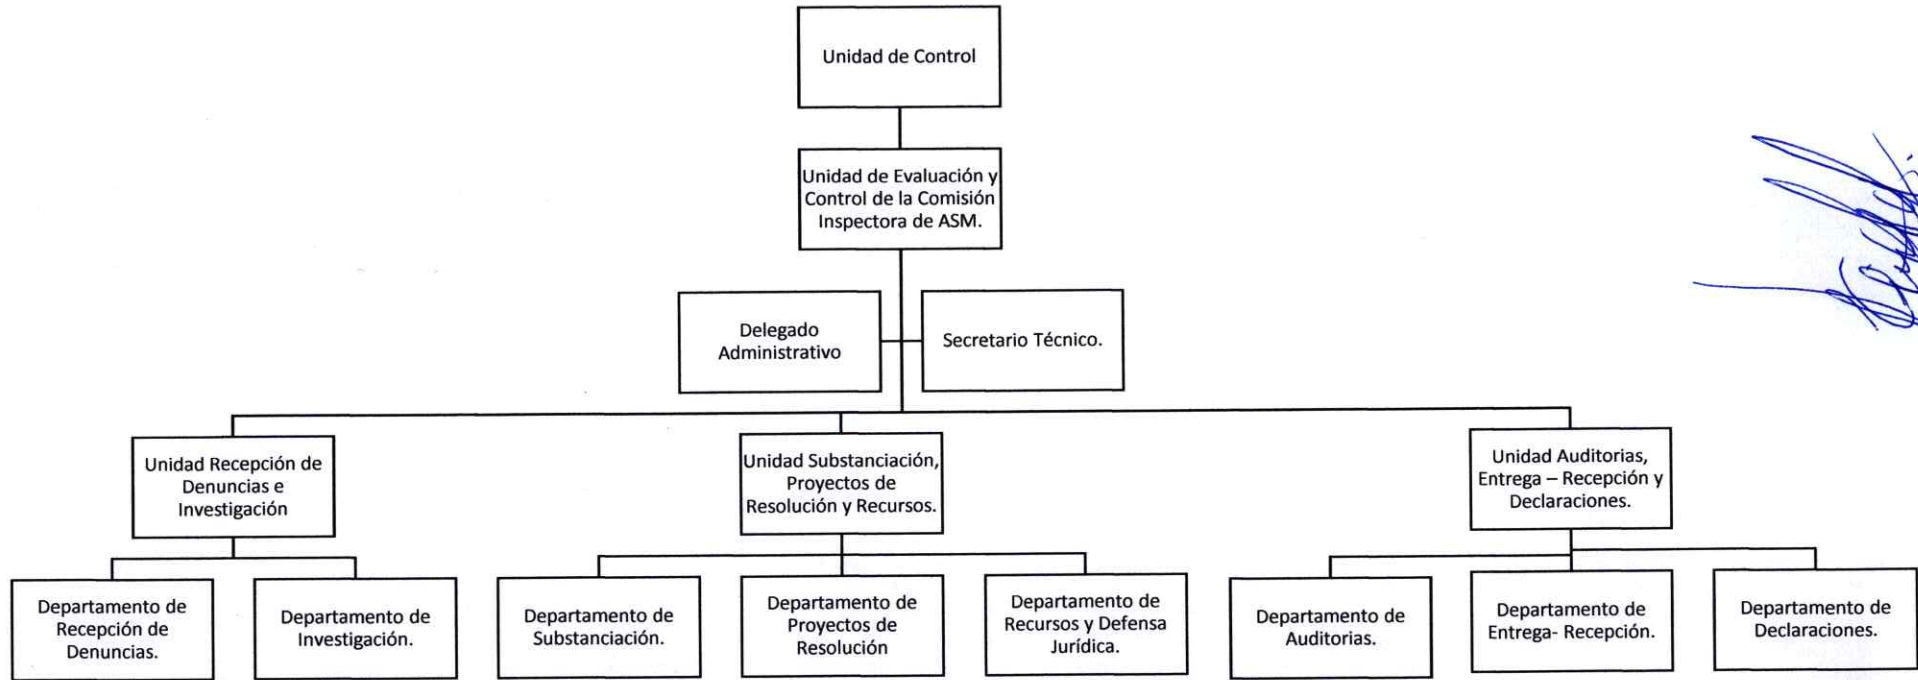 Unidad de Control
Unidad de Evaluación y
Control de la Comisión
Inspectora de ASM.
Delegado
Administrativo
Secretario Técnico.
Unidad Recepción de
Denuncias e
Investigación
Unidad Substanciación,
Proyectos de
Resolución y Recursos.
Unidad Auditorias,
Entrega – Recepción y
Declaraciones.
Departamento de
Recepción de
Denuncias.
Departamento de
Investigación.
Departamento de
Substanciación.
Departamento de
Proyectos de
Resolución
Departamento de
Recursos y Defensa
Jurídica.
Departamento de
Auditorias.
Departamento de
Entrega- Recepción.
Departamento de
Declaraciones.